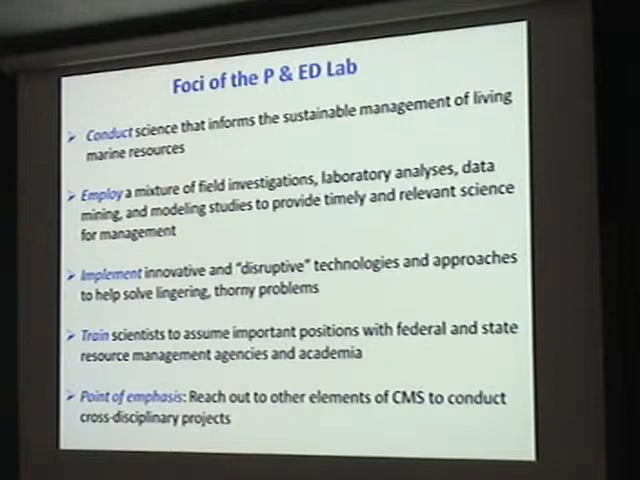 Foci of the P & ED Lab
➢ Conduct science that informs the sustainable management of living
marine resources
➢ Employ a mixture of field investigations, laboratory analyses, data
mining, and modeling studies to provide timely and relevant science
for management
➢ Implement innovative and "disruptive" technologies and approaches
to help solve lingering, thorny problems
➢ Train scientists to assume important positions with federal and state
resource management agencies and academia
➢ Point of emphasis: Reach out to other elements of CMS to conduct
cross-disciplinary projects